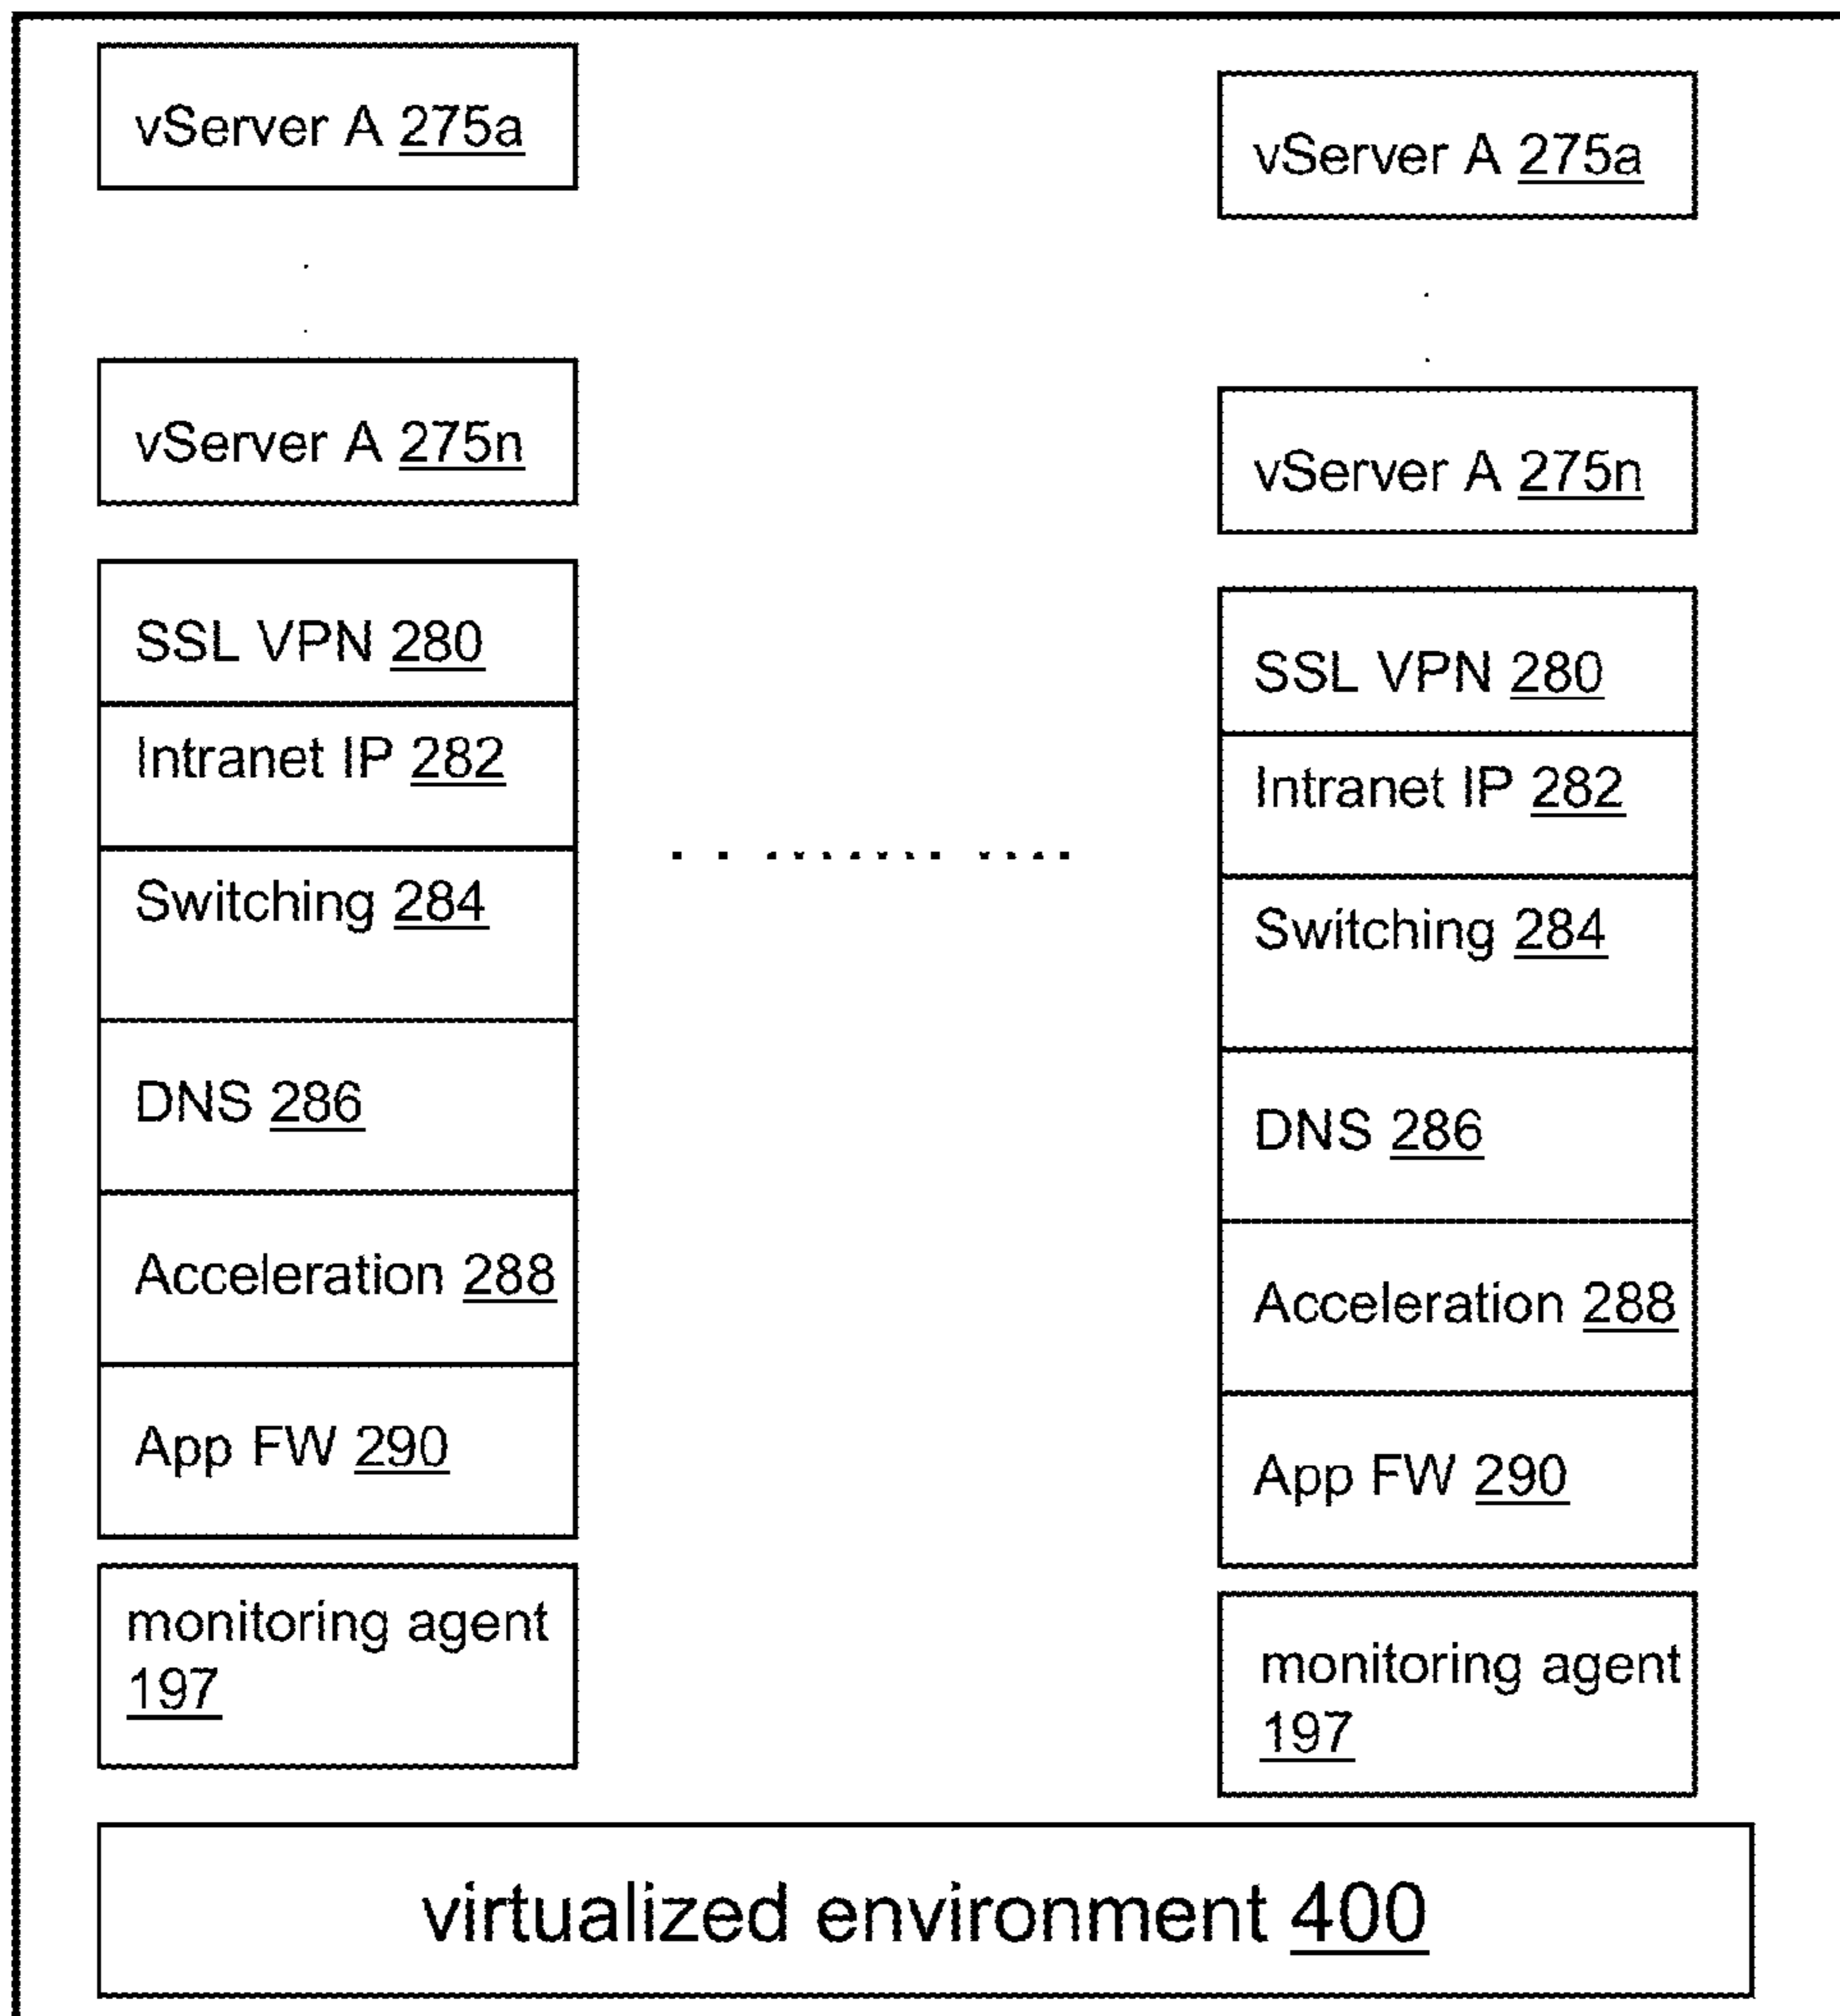 vServer A 275a
vServer A 275n
SSL VPN 280
Intranet IP 282
Switching 284
DNS 286
Acceleration 288
App FW 290
monitoring agent
197
vServer A 275a
vServer A 275n
SSL VPN 280
Intranet IP 282
Switching 284
DNS 286
Acceleration 288
App FW 290
monitoring agent
197
virtualized environment 400